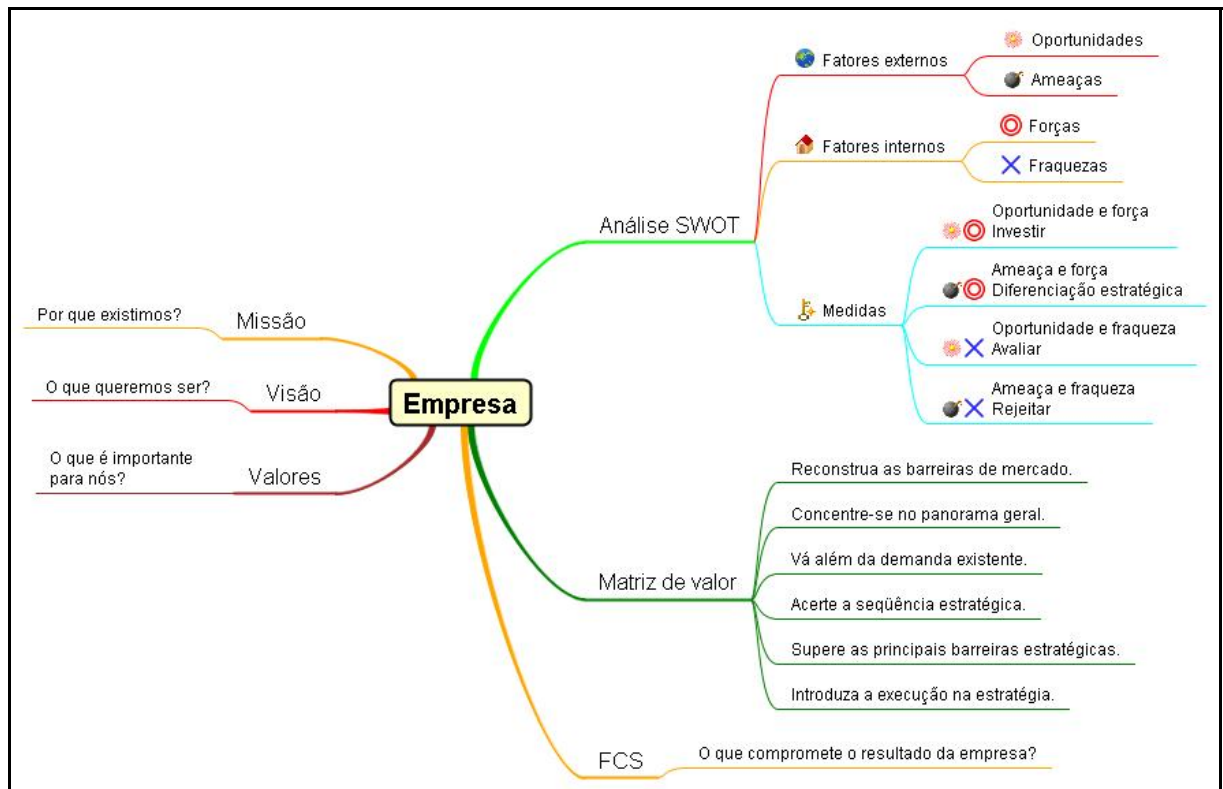 Empresa
Missão
Por que existimos?
Visão
O que queremos ser?
Valores
O que é importante
para nós?
Análise SWOT
Fatores externos
Oportunidades
Ameaças
Fatores internos
Forças
Fraquezas
Medidas
Oportunidade e força
Investir
Ameaça e força
Diferenciação estratégica
Oportunidade e fraqueza
Avaliar
Ameaça e fraqueza
Rejeitar
Matriz de valor
Reconstrua as barreiras de mercado.
Concentre-se no panorama geral.
Vá além da demanda existente.
Acerte a seqüência estratégica.
Supere as principais barreiras estratégicas.
Introduza a execução na estratégia.
FCS
O que compromete o resultado da empresa?